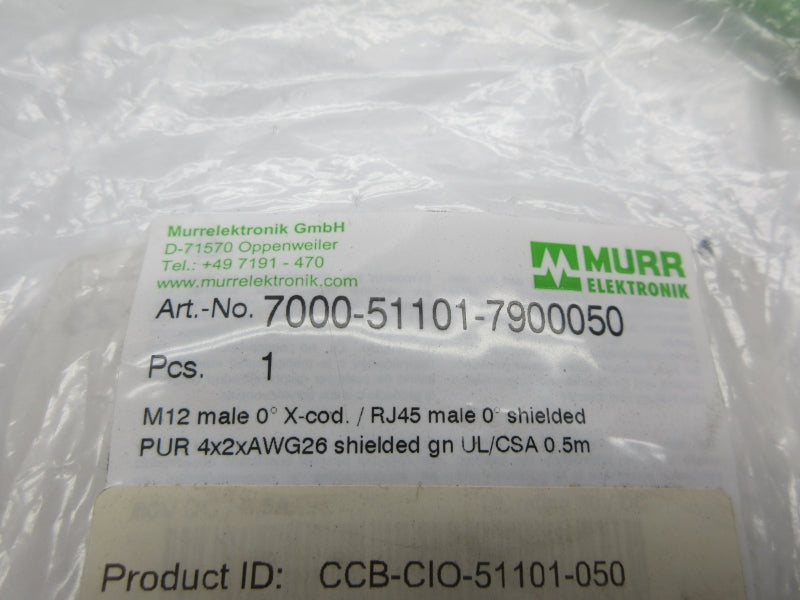 Murrelektronik GmbH
D-71570 Oppenweiler
Tel.: +49 7191 - 470
www.murrelektronik.com
MURR
ELEKTRONIK
Art.-No. 7000-51101-7900050
Pcs. 1
M12 male 0° X-cod. / RJ45 male 0° shielded
PUR 4x2xAWG26 shielded gn UL/CSA 0.5m
Product ID: CCB-CIO-51101-050